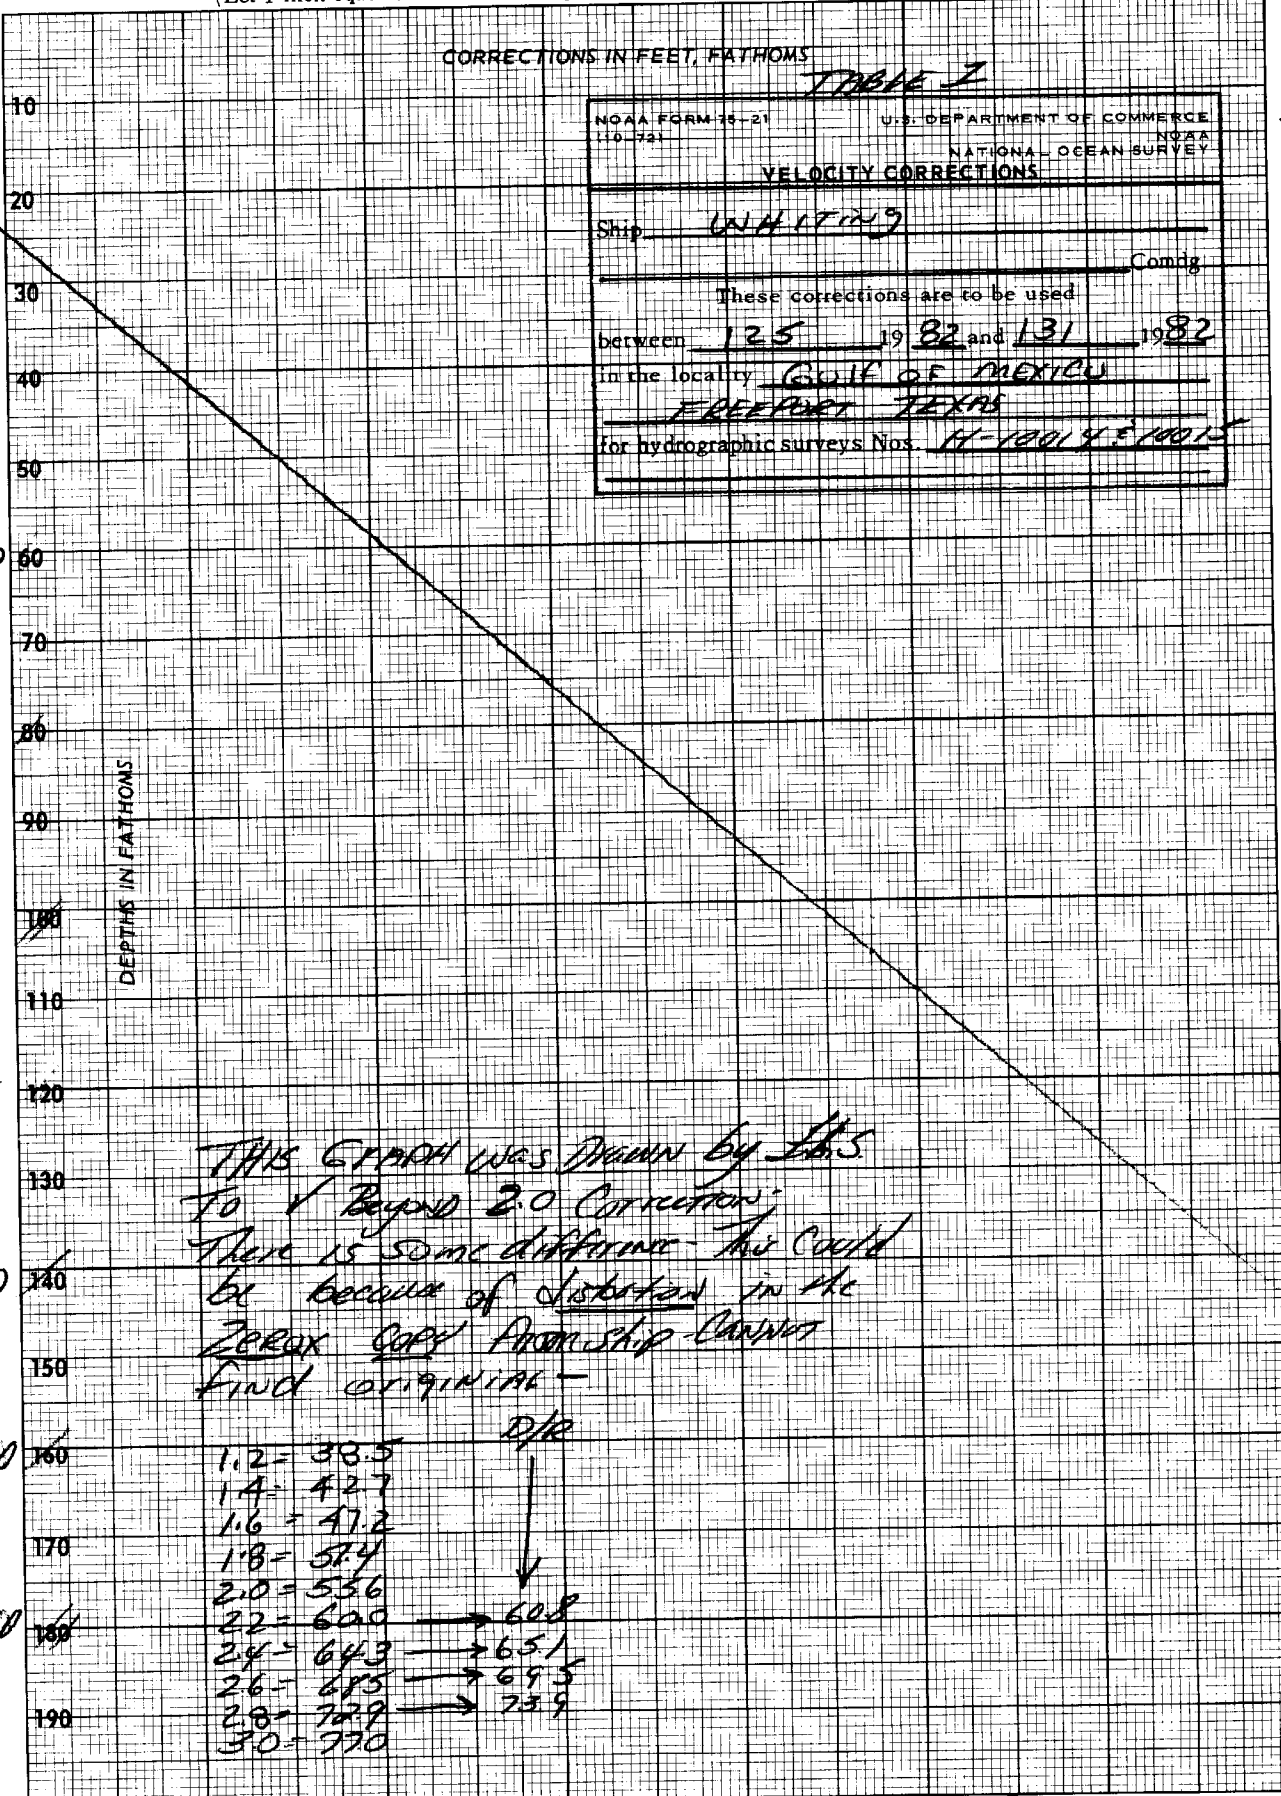 CORRECTIONS IN FEET, FATHOMS
TABLE I
NOAA FORM 75-21
(10-72)
U.S. DEPARTMENT OF COMMERCE
NOAA
NATIONAL OCEAN SURVEY
VELOCITY CORRECTIONS
Ship WHITING
Comdg.
These corrections are to be used
between 125 1982 and 131 1982
in the locality GULF OF MEXICO
FREEPORT TEXAS
for hydrographic surveys Nos. H-10014 & 10015
10
20
30
40
50
60
70
80
90
100
110
120
130
140
150
160
170
180
190
DEPTHS IN FATHOMS
THIS GRAPH WAS DRAWN by
TO ✓ Beyond 2.0 CORRECTION-
There is some difference - This could
be because of distortion in the
ZEROX COPY From ship CANNOT
FIND ORIGINIAL —
D/R
1.2 = 38.5
1.4 = 42.7
1.6 = 47.2
1.8 = 51.4
2.0 = 55.6
2.2 = 60.0 → 60.8
2.4 = 64.3 → 65.1
2.6 = 68.5 → 69.5
2.8 = 72.9 → 73.9
3.0 = 77.0